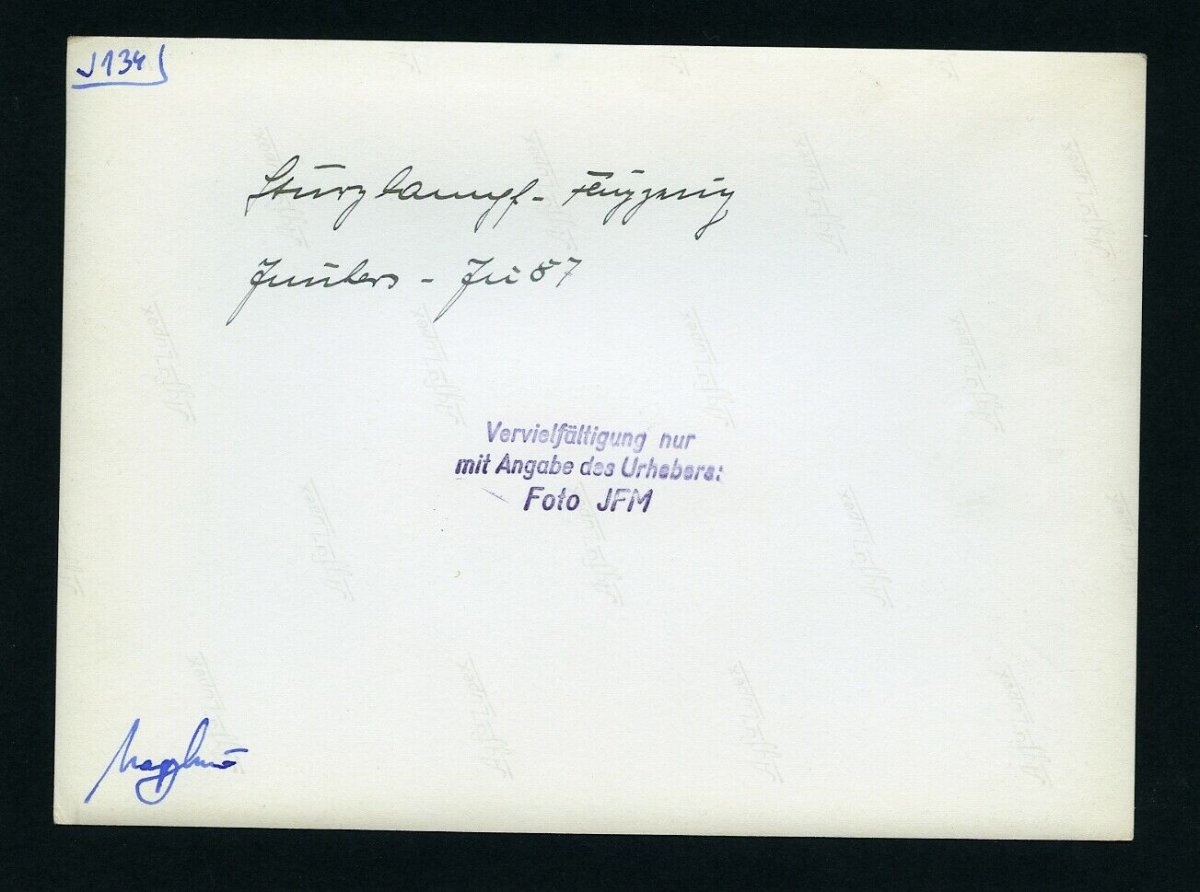 J134
Sturzkampf - Flugzeug
Junkers - Ju 87
Vervielfältigung nur
mit Angabe des Urhebers:
Foto JFM